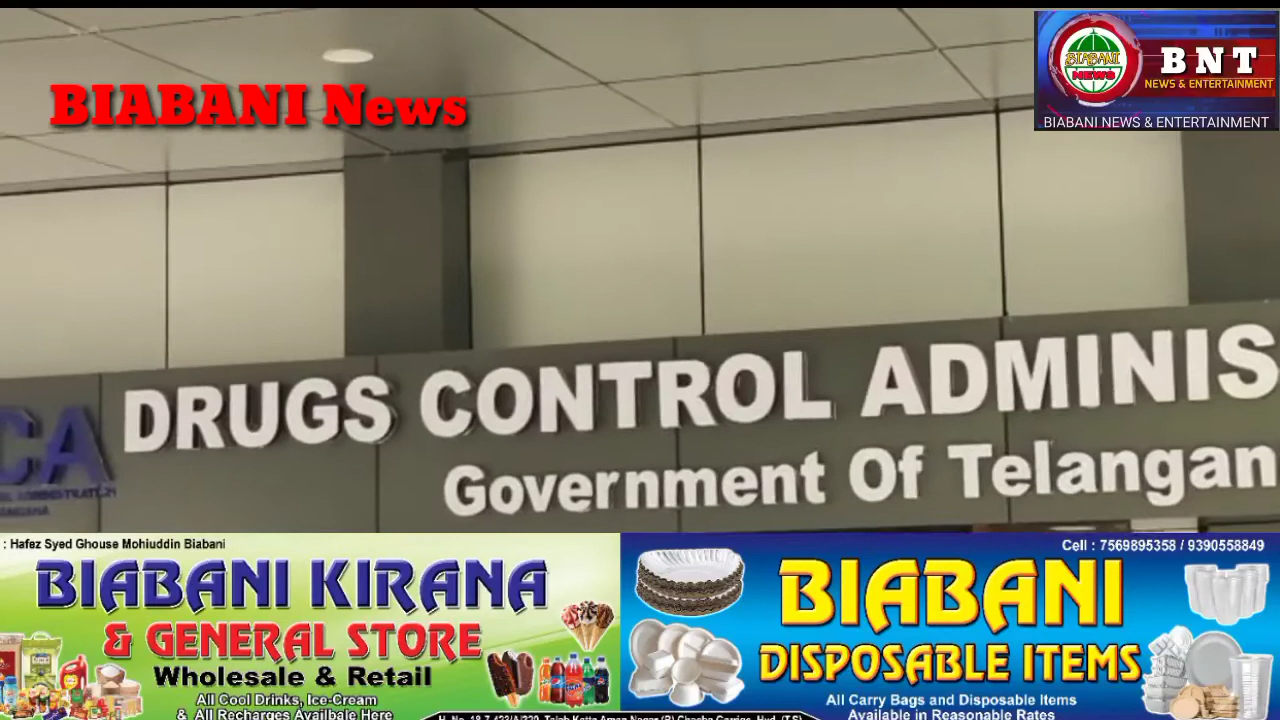 BIABANI News
BIABANI
NEWS
BNT
NEWS & ENTERTAINMENT
BIABANI NEWS & ENTERTAINMENT
CA
DRUGS CONTROL ADMINIS
Government Of Telangan
: Hafez Syed Ghouse Mohiuddin Biabani
BIABANI KIRANA
& GENERAL STORE
Wholesale & Retail
All Cool Drinks, Ice-Cream
& All Recharges Availbale Here
Cell : 7569895358 / 9390558849
BIABANI
DISPOSABLE ITEMS
All Carry Bags and Disposable Items
Available in Reasonable Rates